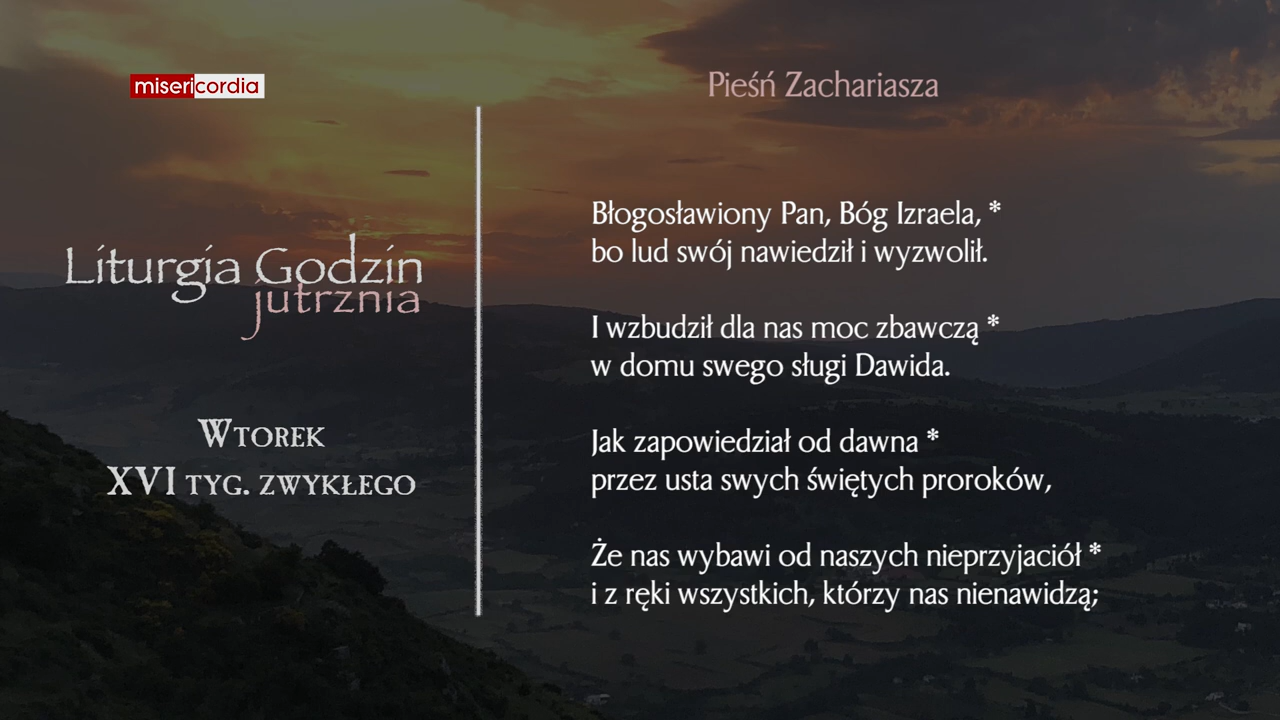 misericordia
Liturgia Godzin
jutrznia
Wtorek
XVI tyg. zwykłego
Pieśń Zachariasza
Błogosławiony Pan, Bóg Izraela, *
bo lud swój nawiedził i wyzwolił.
I wzbudził dla nas moc zbawczą *
w domu swego sługi Dawida.
Jak zapowiedział od dawna *
przez usta swych świętych proroków,
Że nas wybawi od naszych nieprzyjaciół *
i z ręki wszystkich, którzy nas nienawidzą;